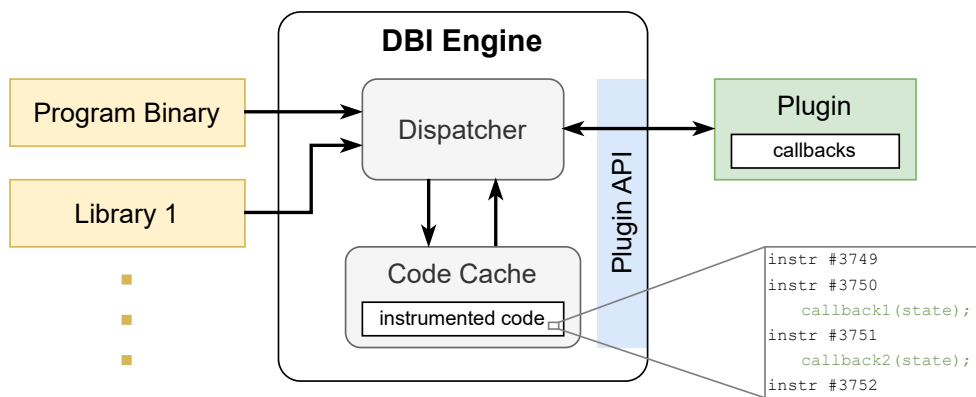 DBI Engine
Program Binary
Dispatcher
Plugin
callbacks
Library 1
Plugin API
Code Cache
instrumented code
instr #3749
instr #3750
callback1(state);
instr #3751
callback2(state);
instr #3752